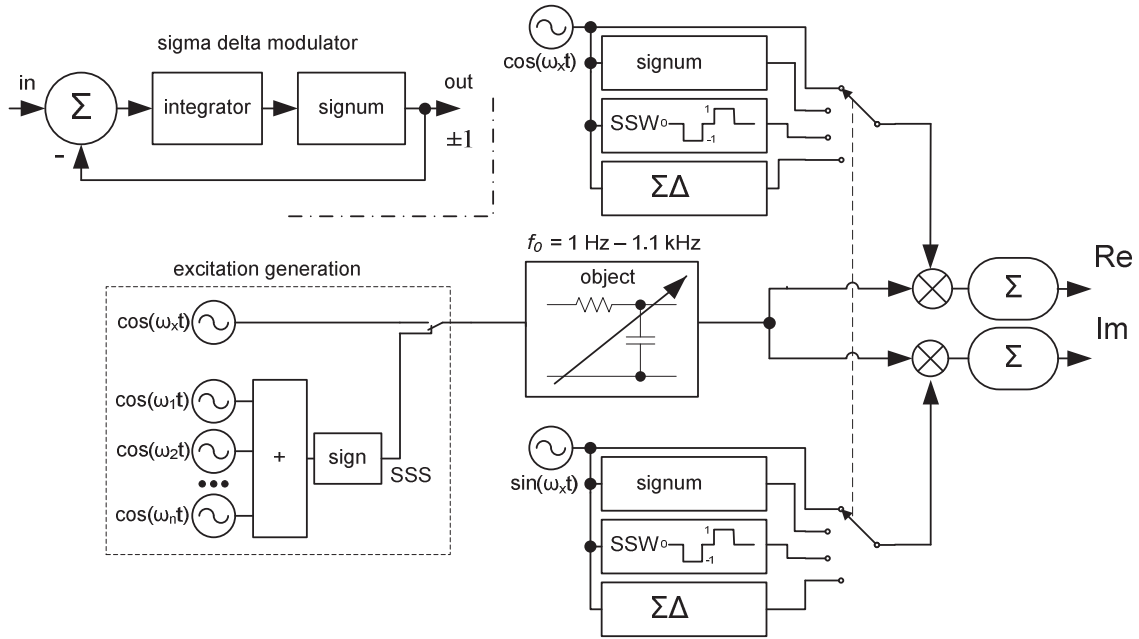 sigma delta modulator
in
Σ
-
integrator
signum
out
±1
cos(ωₓt)
signum
SSW 0 1 -1
ΣΔ
f₀ = 1 Hz – 1.1 kHz
object
excitation generation
cos(ωₓt)
cos(ω₁t)
cos(ω₂t)
•••
cos(ωₙt)
+
sign
SSS
Σ
Re
Σ
Im
sin(ωₓt)
signum
SSW 0 1 -1
ΣΔ